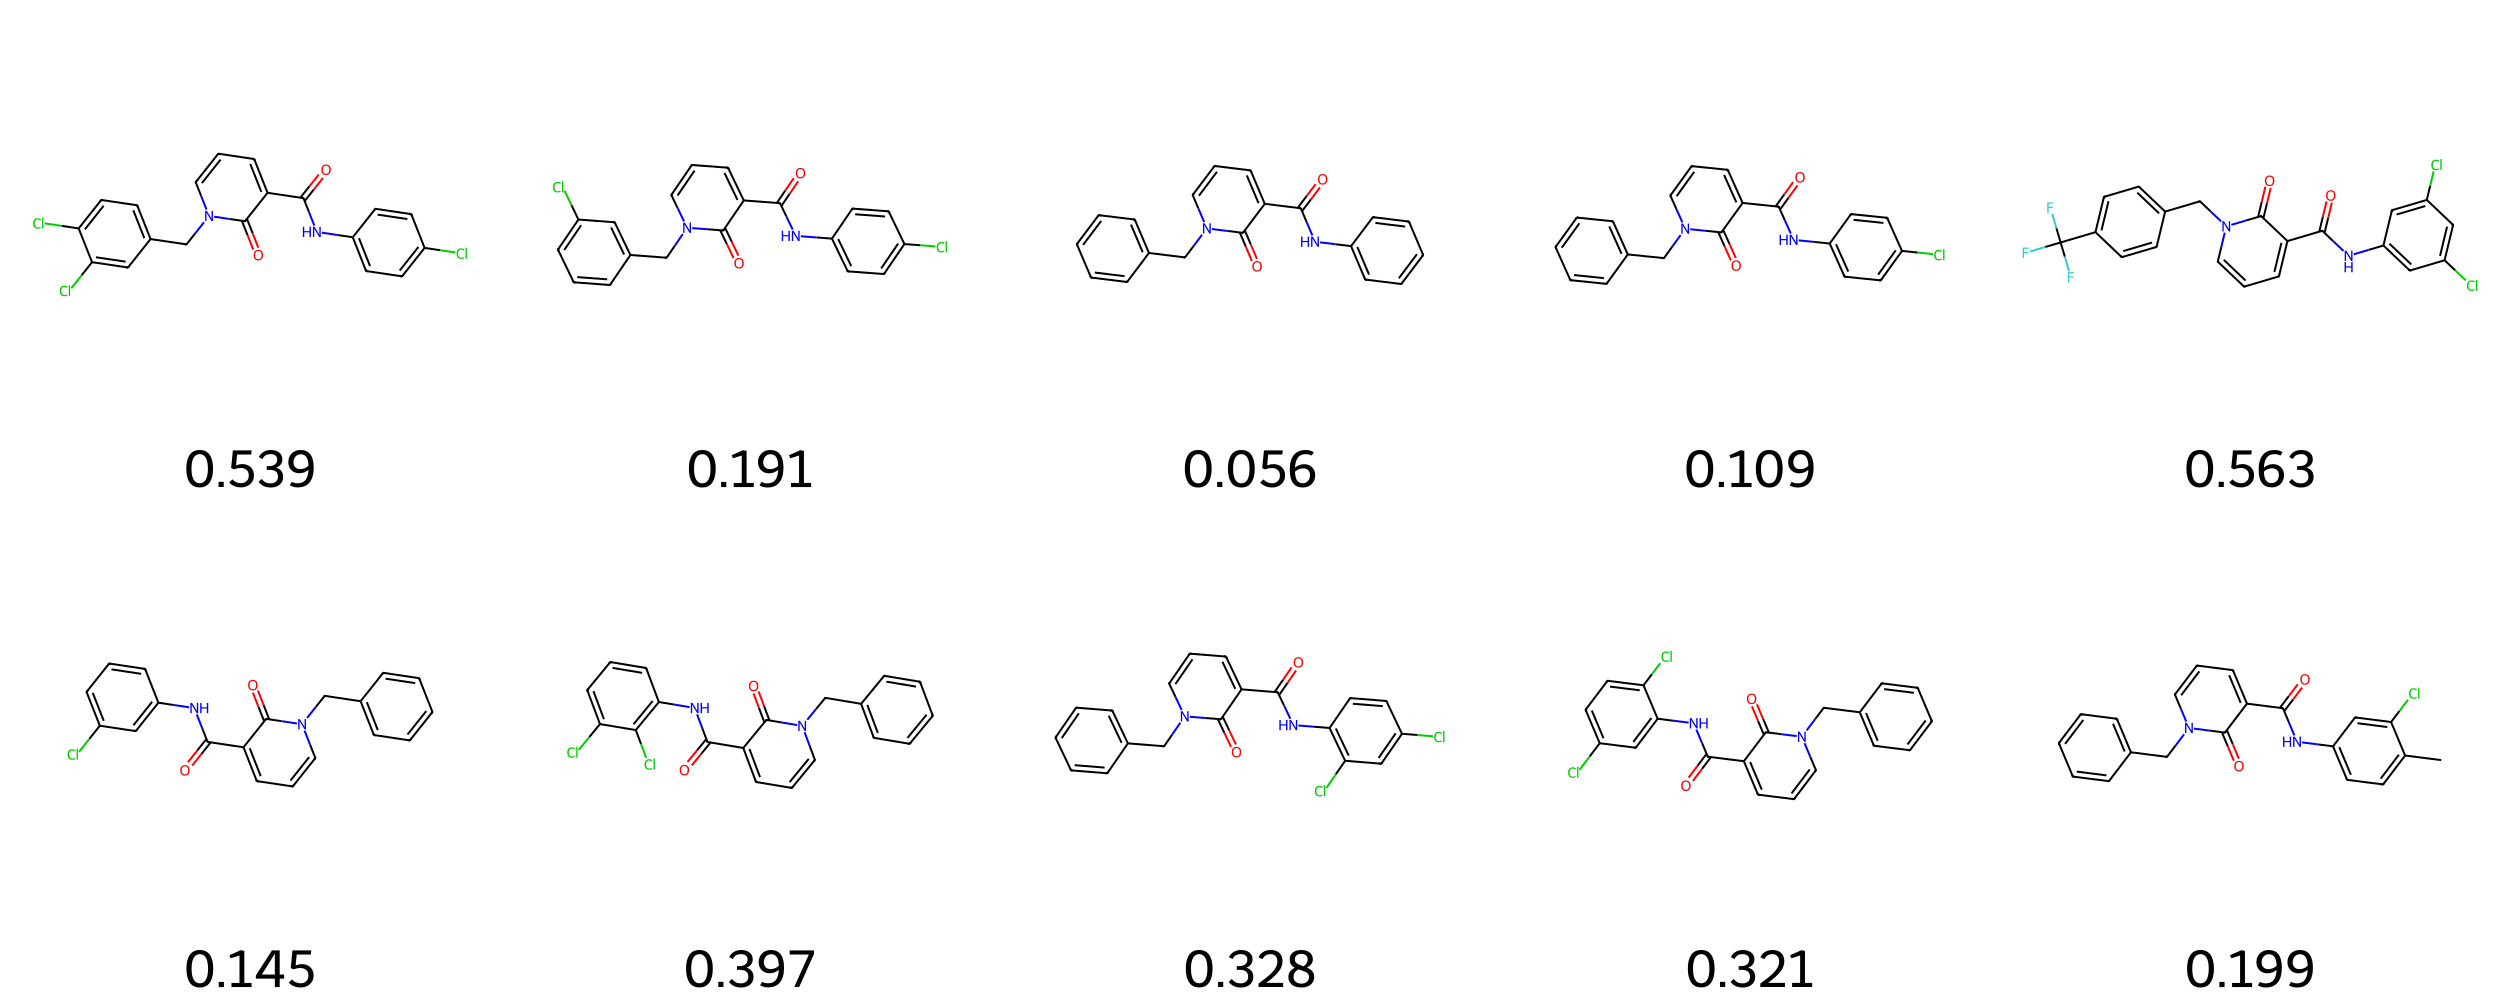 Cl Cl N O O HN Cl
Cl N O O HN Cl
N O O HN
N O O HN Cl
F F F N O O N H Cl Cl
0.539 0.191 0.056 0.109 0.563
Cl NH O O N
Cl Cl NH O O N
N O O HN Cl Cl
Cl Cl NH O O N
N O O HN Cl
0.145 0.397 0.328 0.321 0.199